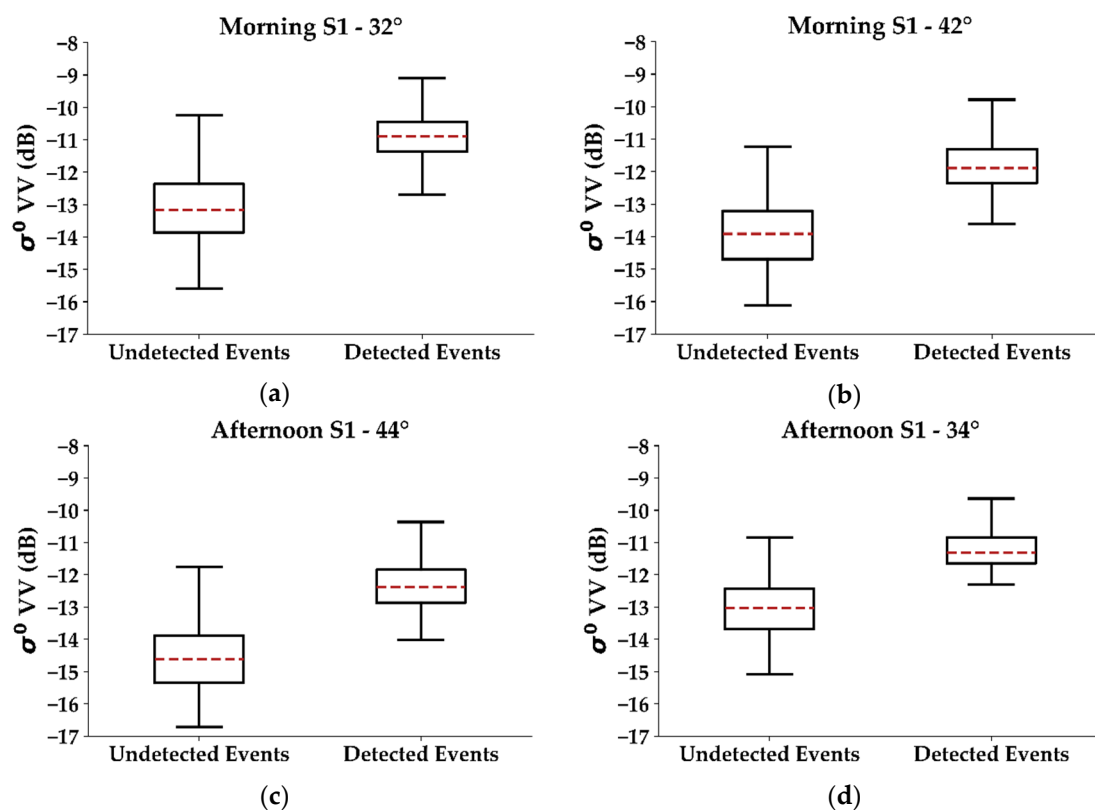 Morning S1 - 32°
Morning S1 - 42°
σ⁰ VV (dB)
−8
−9
−10
−11
−12
−13
−14
−15
−16
−17
Undetected Events
Detected Events
(a)
σ⁰ VV (dB)
−8
−9
−10
−11
−12
−13
−14
−15
−16
−17
Undetected Events
Detected Events
(b)
Afternoon S1 - 44°
Afternoon S1 - 34°
σ⁰ VV (dB)
−8
−9
−10
−11
−12
−13
−14
−15
−16
−17
Undetected Events
Detected Events
(c)
σ⁰ VV (dB)
−8
−9
−10
−11
−12
−13
−14
−15
−16
−17
Undetected Events
Detected Events
(d)